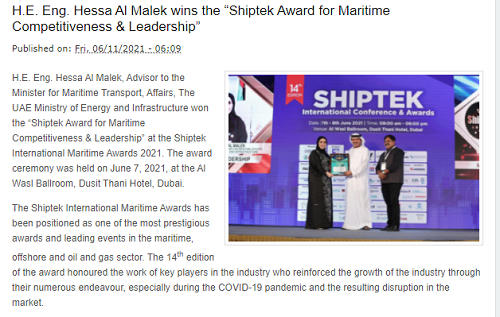 H.E. Eng. Hessa Al Malek wins the “Shiptek Award for Maritime
Competitiveness & Leadership”
Published on: Fri, 06/11/2021 - 06:09
H.E. Eng. Hessa Al Malek, Advisor to the
Minister for Maritime Transport, Affairs, The
UAE Ministry of Energy and Infrastructure won
the “Shiptek Award for Maritime
Competitiveness & Leadership” at the Shiptek
International Maritime Awards 2021. The award
ceremony was held on June 7, 2021, at the Al
Wasl Ballroom, Dusit Thani Hotel, Dubai.
14th
EDITION
SHIPTEK
International Conference & Awards
Date: 7th - 8th June 2021 | Time: 09:00 am - 06:00 pm
Venue: Al Wasl Ballroom, Dusit Thani Hotel, Dubai
The Shiptek International Maritime Awards has
been positioned as one of the most prestigious
awards and leading events in the maritime,
offshore and oil and gas sector. The 14th edition
of the award honoured the work of key players in the industry who reinforced the growth of the industry through
their numerous endeavour, especially during the COVID-19 pandemic and the resulting disruption in the
market.